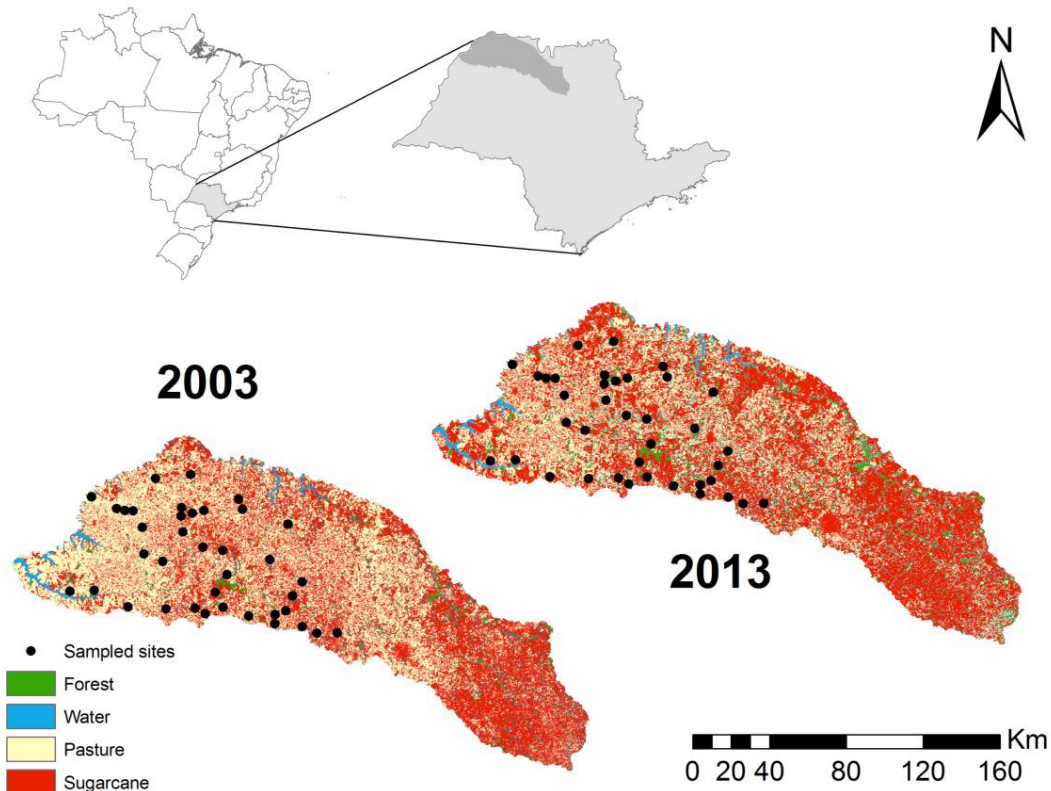 N
2003
2013
Sampled sites
Forest
Water
Pasture
Sugarcane
Km
0 20 40 80 120 160